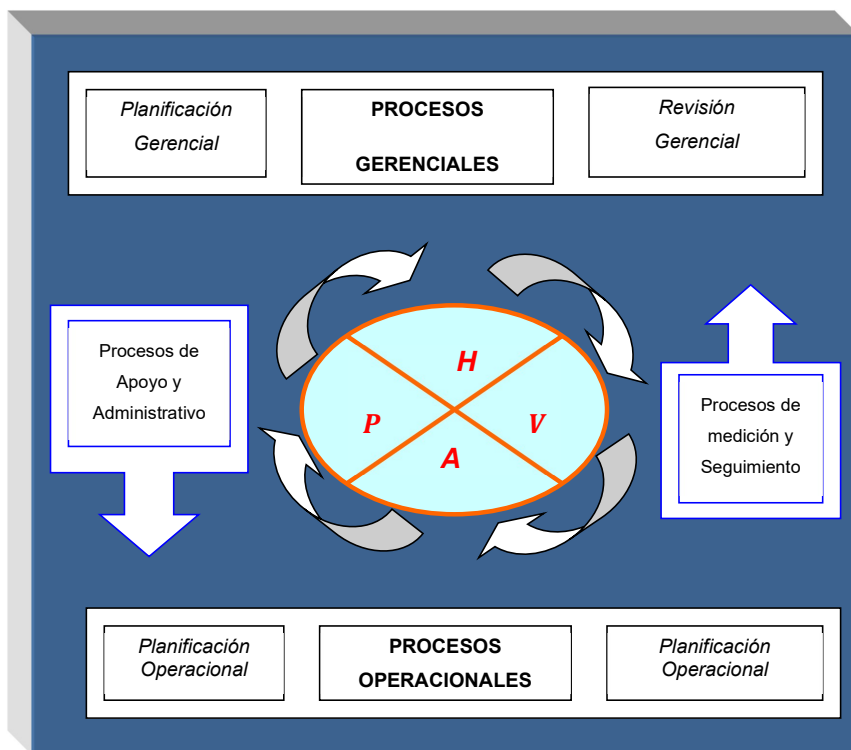 Planificación
Gerencial
PROCESOS
GERENCIALES
Revisión
Gerencial
Procesos de
Apoyo y
Administrativo
H
P
V
A
Procesos de
medición y
Seguimiento
Planificación
Operacional
PROCESOS
OPERACIONALES
Planificación
Operacional